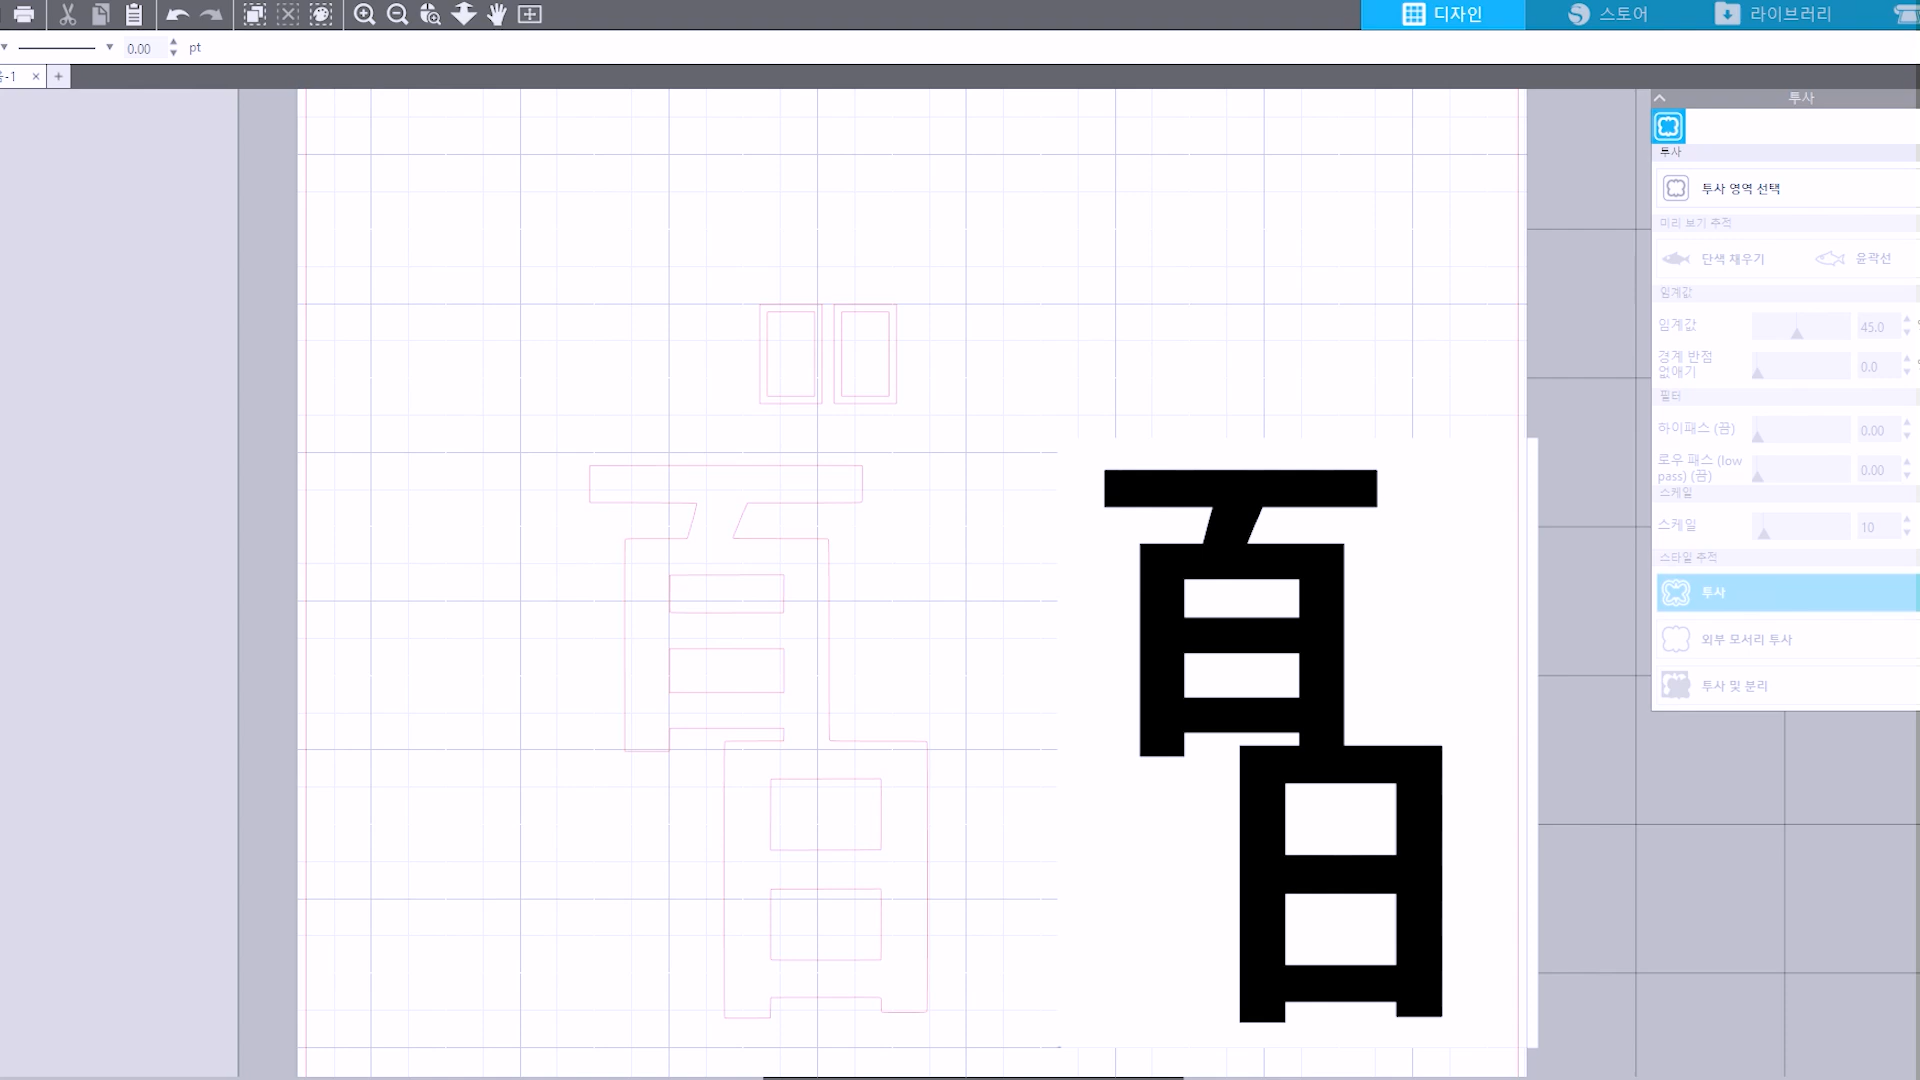 디자인
스토어
라이브러리
0.00 pt
-1
투사
투사
투사 영역 선택
미리 보기 추적
단색 채우기
윤곽선
임계값
임계값 45.0
경계 반점 없애기 0.0
필터
하이패스 (끔) 0.00
로우 패스 (low pass) (끔) 0.00
스케일
스케일 10
스타일 추적
투사
외부 모서리 투사
투사 및 분리
百日